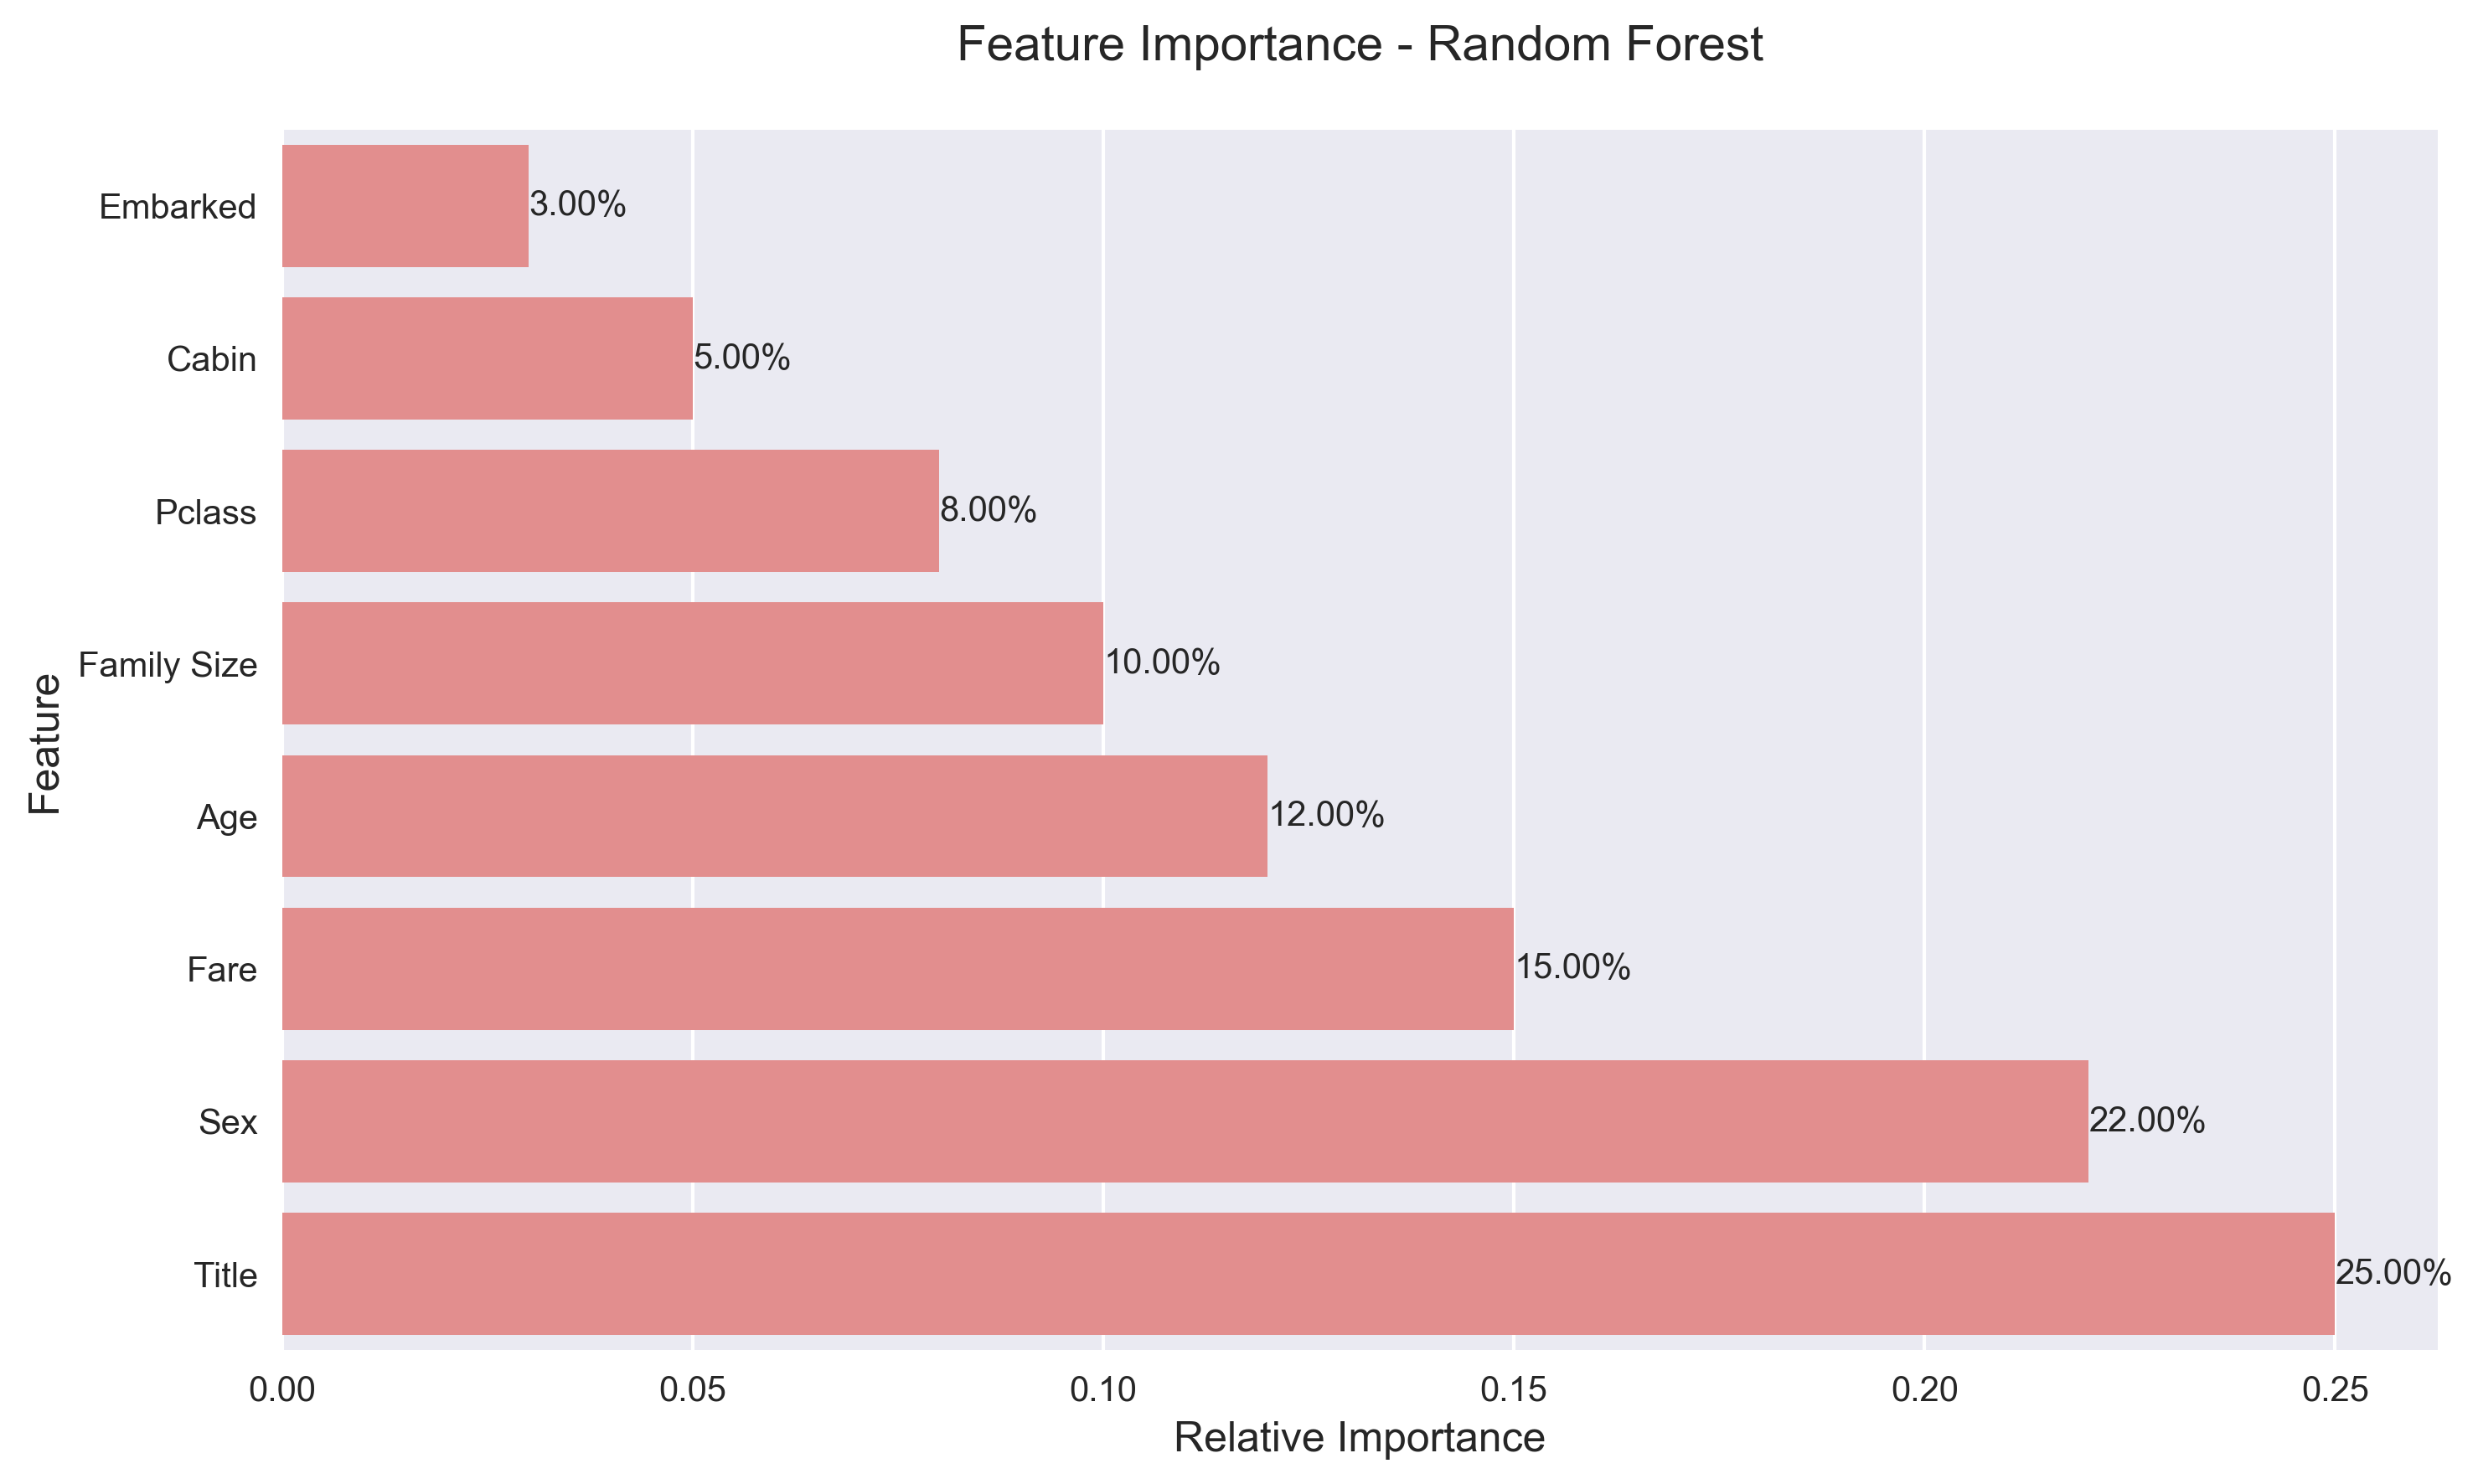 Feature Importance - Random Forest
Feature
Embarked
3.00%
Cabin
5.00%
Pclass
8.00%
Family Size
10.00%
Age
12.00%
Fare
15.00%
Sex
22.00%
Title
25.00%
0.00 0.05 0.10 0.15 0.20 0.25
Relative Importance